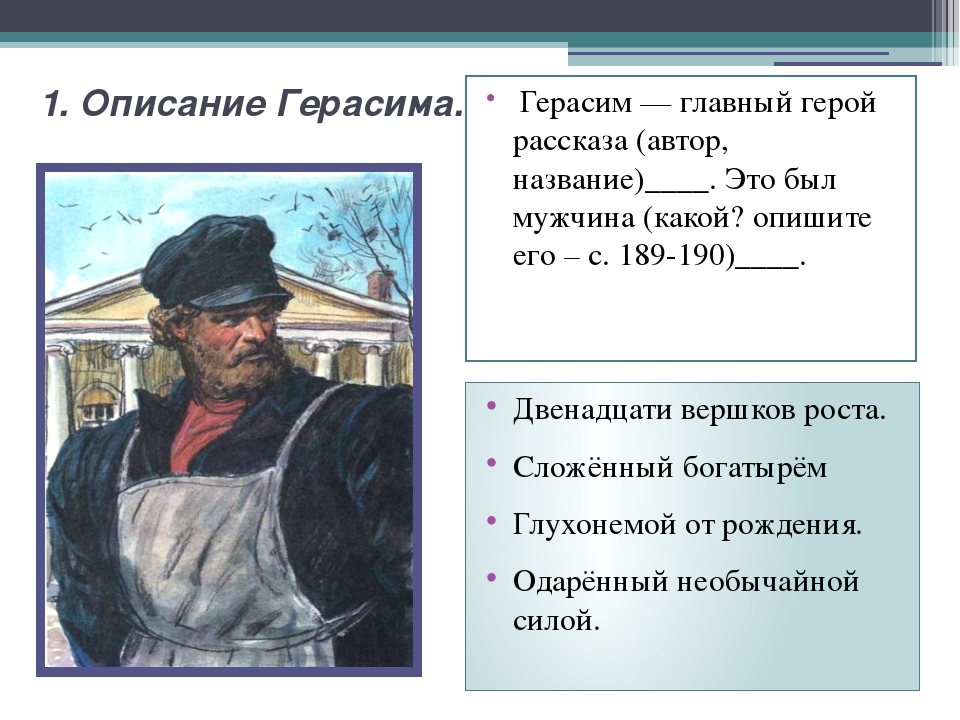 1. Описание Герасима.
• Герасим — главный герой
рассказа (автор,
название)____. Это был
мужчина (какой? опишите
его – с. 189-190)____.
• Двенадцати вершков роста.
• Сложённый богатырём
• Глухонемой от рождения.
• Одарённый необычайной
силой.